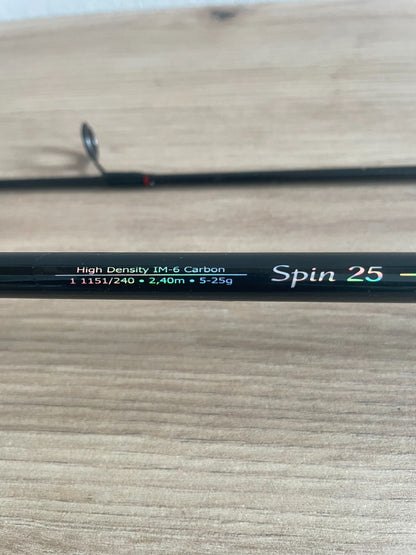 High Density IM-6 Carbon
1 1151/240 • 2,40m • 5-25g
Spin 25